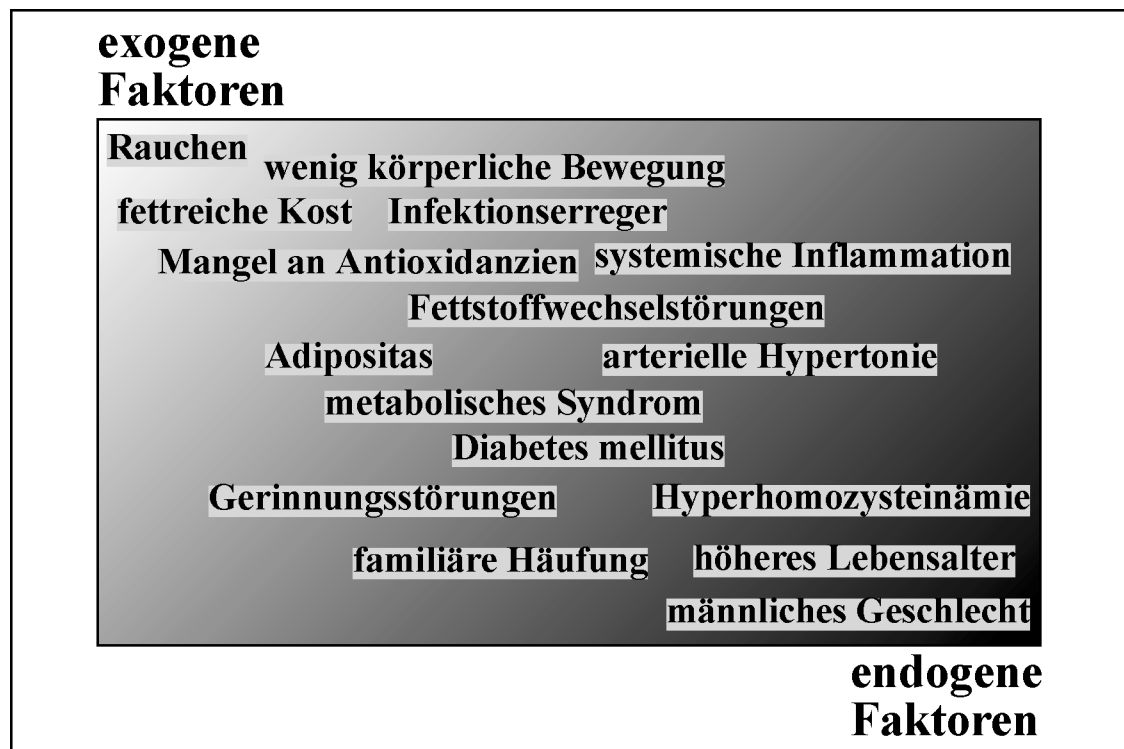 exogene
Faktoren
Rauchen
wenig körperliche Bewegung
fettreiche Kost Infektionserreger
Mangel an Antioxidanzien systemische Inflammation
Fettstoffwechselstörungen
Adipositas arterielle Hypertonie
metabolisches Syndrom
Diabetes mellitus
Gerinnungsstörungen Hyperhomozysteinämie
familiäre Häufung höheres Lebensalter
männliches Geschlecht
endogene
Faktoren